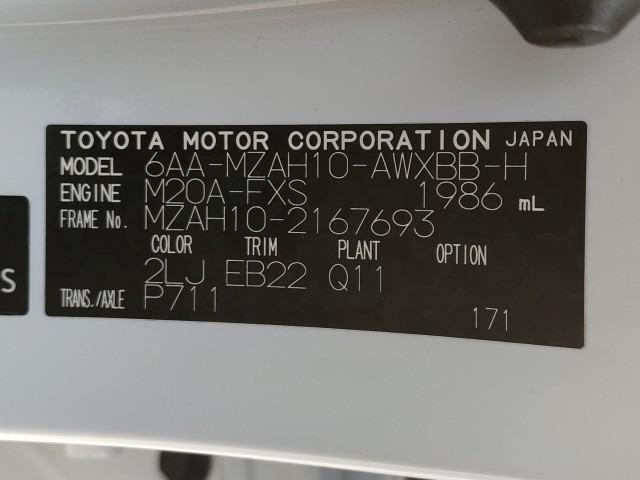 TOYOTA MOTOR CORPORATION JAPAN
MODEL 6AA-MZAH10-AWXBB-H
ENGINE M20A-FXS 1986 mL
FRAME No. MZAH10-2167693
COLOR TRIM PLANT OPTION
2LJ EB22 Q11
TRANS./AXLE P711
171
S